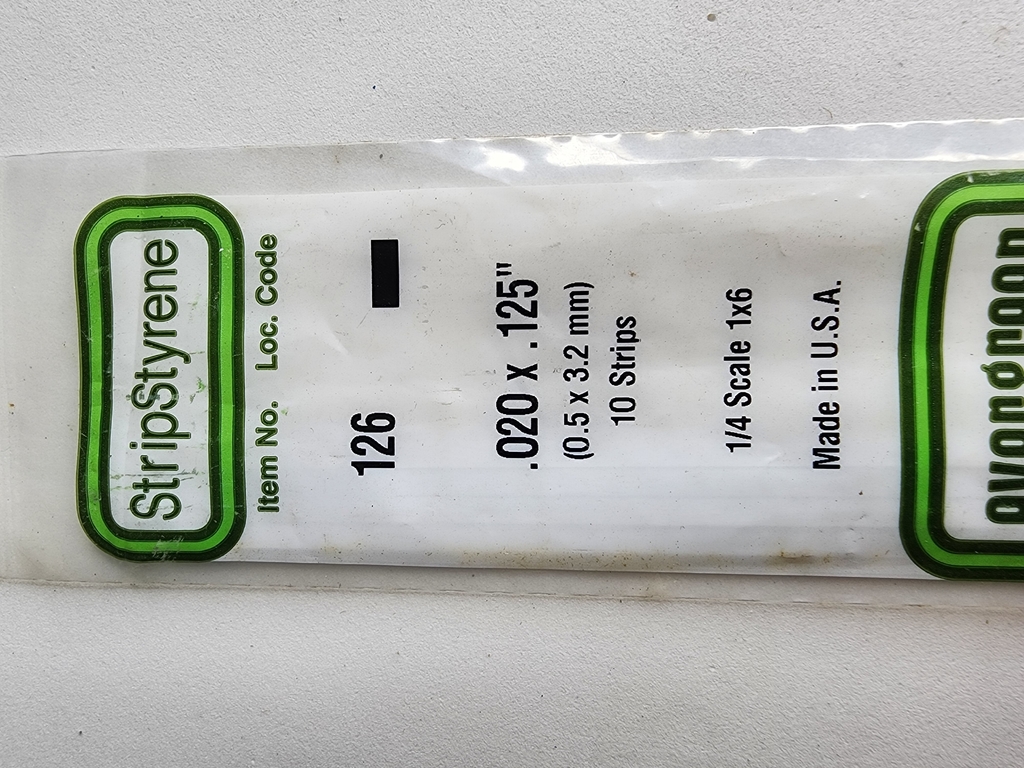 StripStyrene
Item No. Loc. Code
126
.020 x .125"
(0.5 x 3.2 mm)
10 Strips
1/4 Scale 1x6
Made in U.S.A.
evergreen